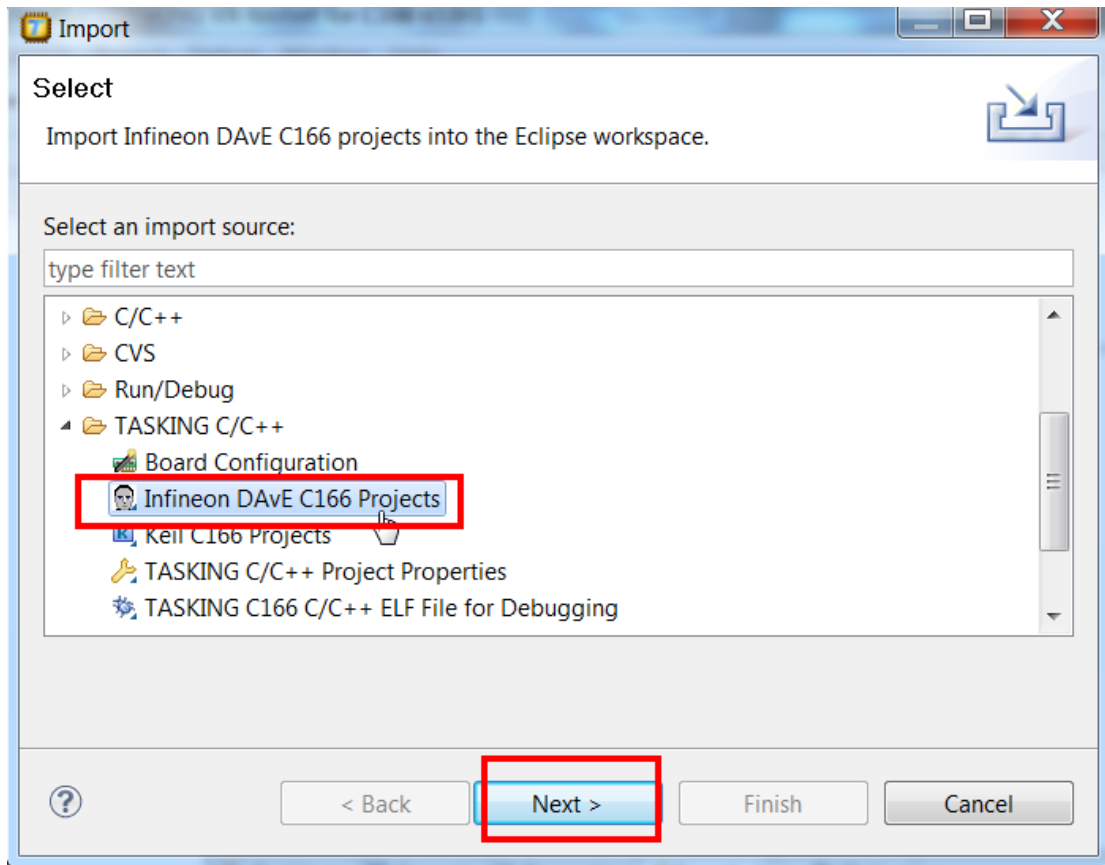 Import
Select
Import Infineon DAvE C166 projects into the Eclipse workspace.
Select an import source:
type filter text
C/C++
CVS
Run/Debug
TASKING C/C++
Board Configuration
Infineon DAvE C166 Projects
Keil C166 Projects
TASKING C/C++ Project Properties
TASKING C166 C/C++ ELF File for Debugging
< Back Next > Finish Cancel